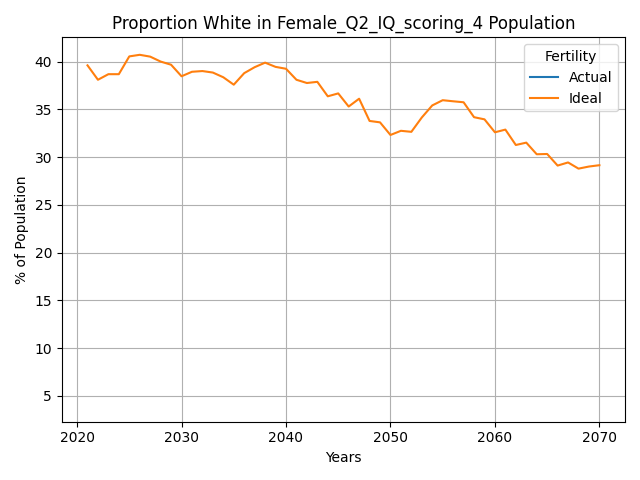 Proportion White in Female_Q2_IQ_scoring_4 Population
Fertility
Actual
Ideal
% of Population
40
35
30
25
20
15
10
5
2020 2030 2040 2050 2060 2070
Years